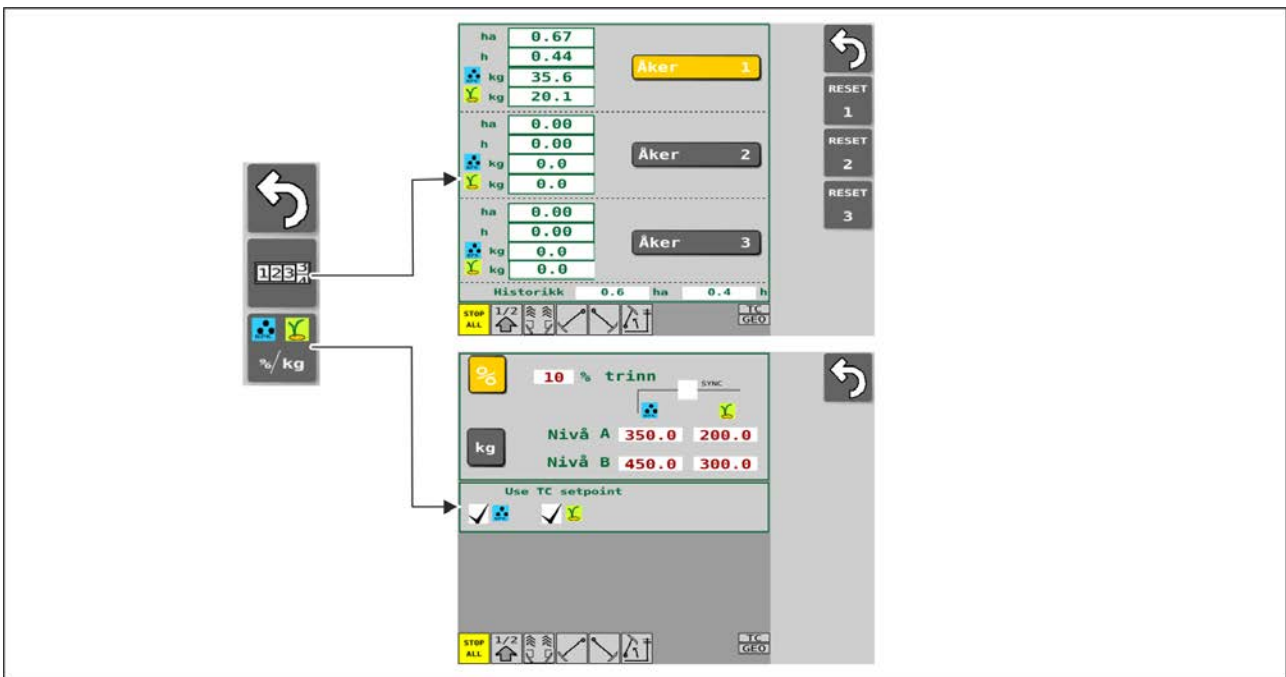 123
%/kg
ha 0.67
h 0.44
kg 35.6
kg 20.1
Åker 1
ha 0.00
h 0.00
kg 0.0
kg 0.0
Åker 2
ha 0.00
h 0.00
kg 0.0
kg 0.0
Åker 3
Historikk 0.6 ha 0.4 h
STOP ALL
1/2
TC
GEO
RESET
1
RESET
2
RESET
3
%
10 % trinn
SYNC
kg
Nivå A 350.0 200.0
Nivå B 450.0 300.0
Use TC setpoint
STOP ALL
1/2
TC
GEO